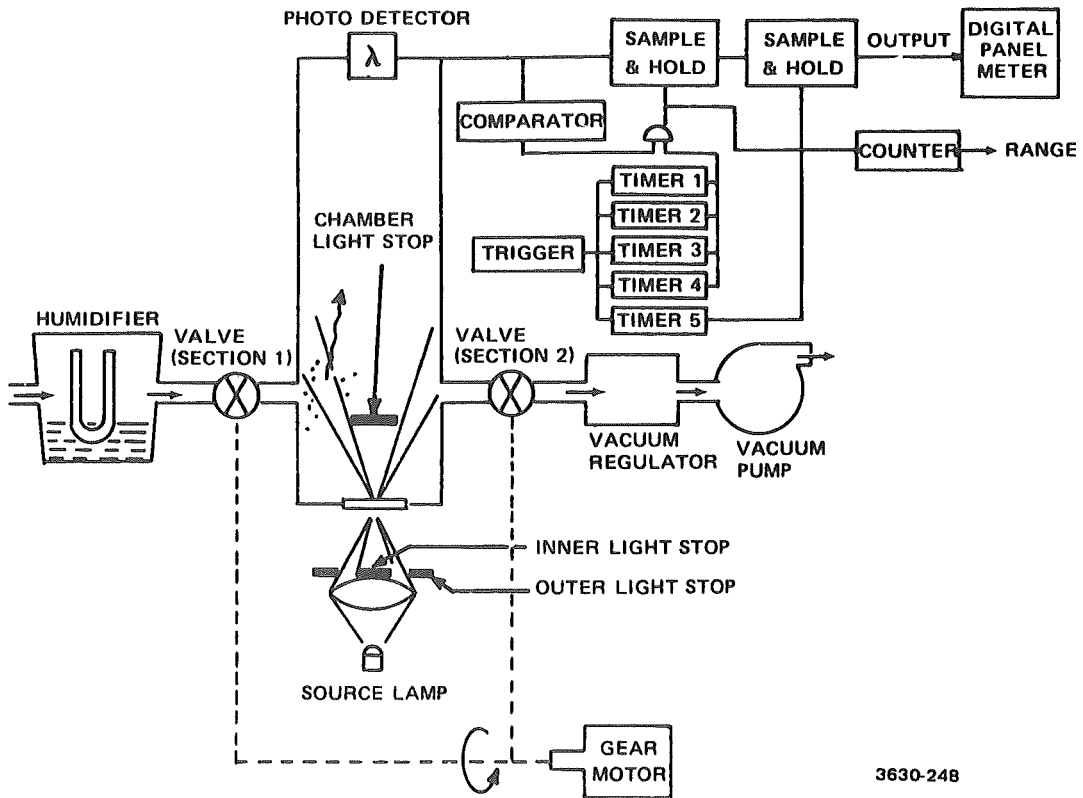 PHOTO DETECTOR
λ
SAMPLE
& HOLD
SAMPLE
& HOLD
OUTPUT
DIGITAL
PANEL
METER
COMPARATOR
COUNTER
RANGE
TIMER 1
TIMER 2
TIMER 3
TIMER 4
TIMER 5
TRIGGER
CHAMBER
LIGHT STOP
HUMIDIFIER
VALVE
(SECTION 1)
VALVE
(SECTION 2)
VACUUM
REGULATOR
VACUUM
PUMP
INNER LIGHT STOP
OUTER LIGHT STOP
SOURCE LAMP
GEAR
MOTOR
3630-24B